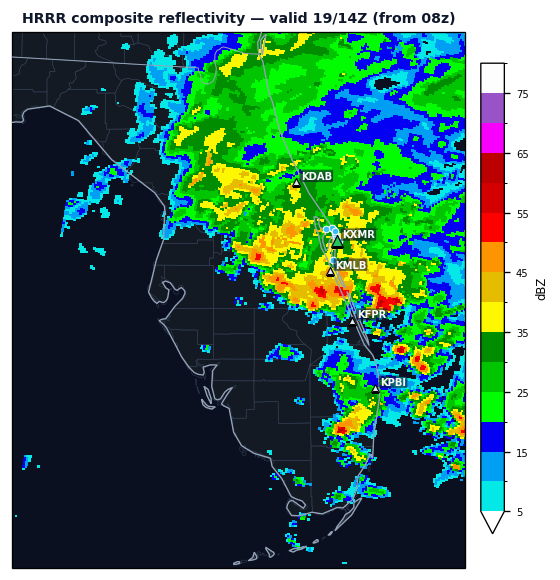 HRRR composite reflectivity — valid 19/14Z (from 08z)
KDAB
KXMR
KMLB
KFPR
KPBI
75
65
55
45
35
25
15
5
dBZ